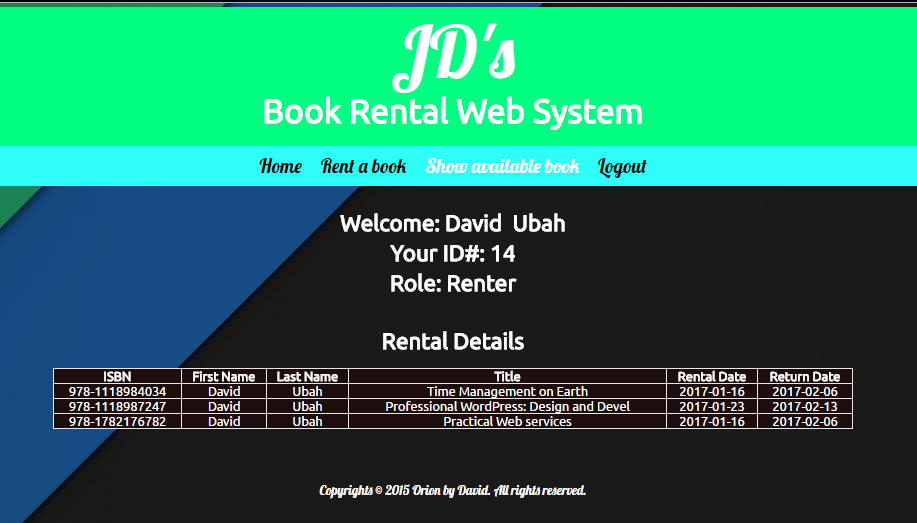 JD's
Book Rental Web System
Home Rent a book Show available book Logout
Welcome: David Ubah
Your ID#: 14
Role: Renter
Rental Details
ISBN First Name Last Name Title Rental Date Return Date
978-1118984034 David Ubah Time Management on Earth 2017-01-16 2017-02-06
978-1118987247 David Ubah Professional WordPress: Design and Devel 2017-01-23 2017-02-13
978-1782176782 David Ubah Practical Web services 2017-01-16 2017-02-06
Copyrights © 2015 Orion by David. All rights reserved.